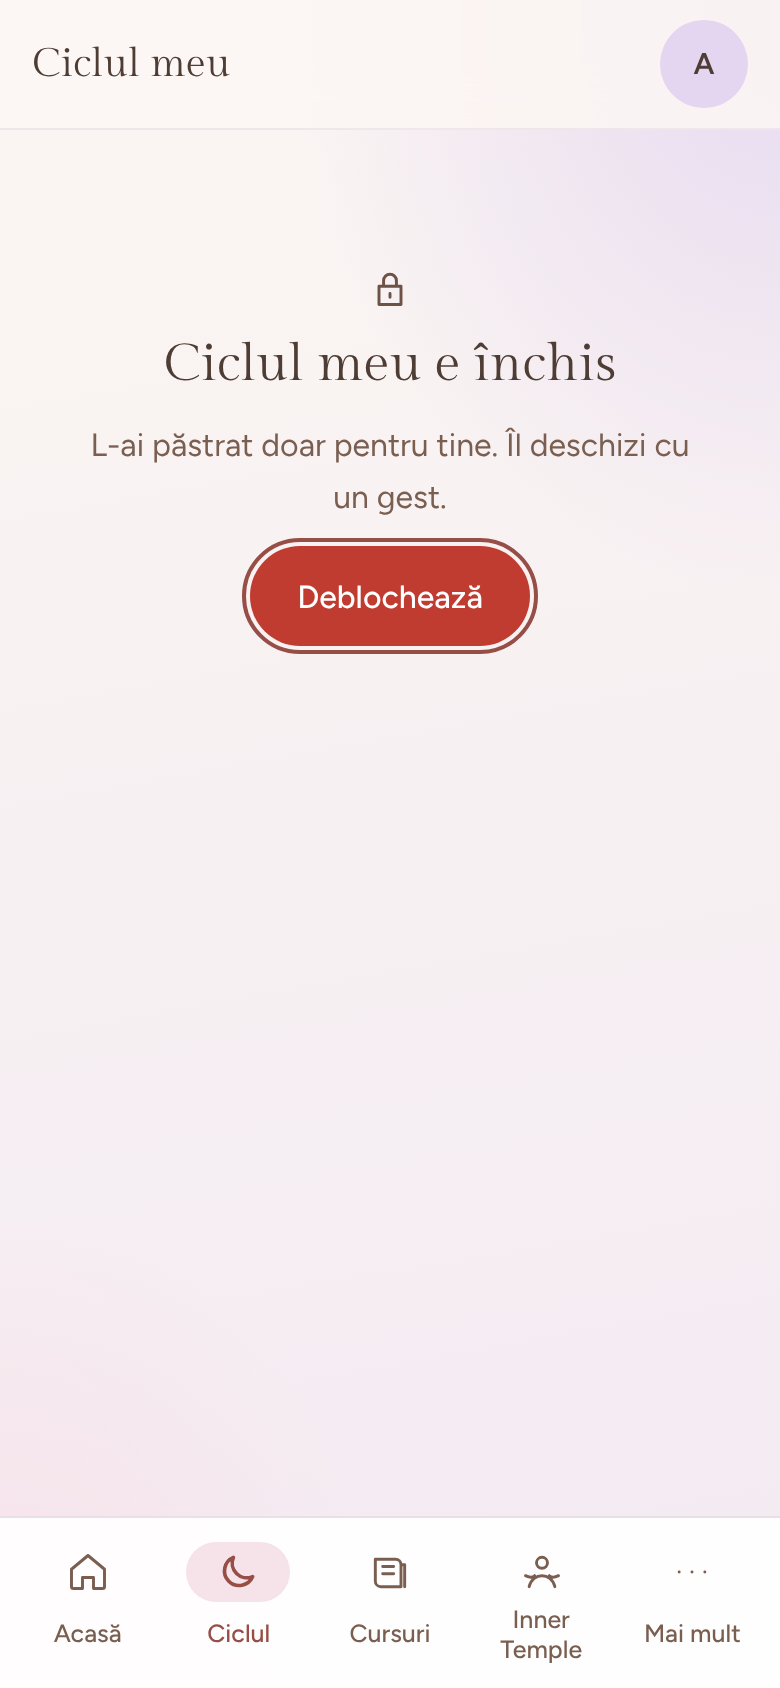 Ciclul meu
A
Ciclul meu e închis
L-ai păstrat doar pentru tine. Îl deschizi cu
un gest.
Deblochează
Acasă
Ciclul
Cursuri
Inner
Temple
Mai mult